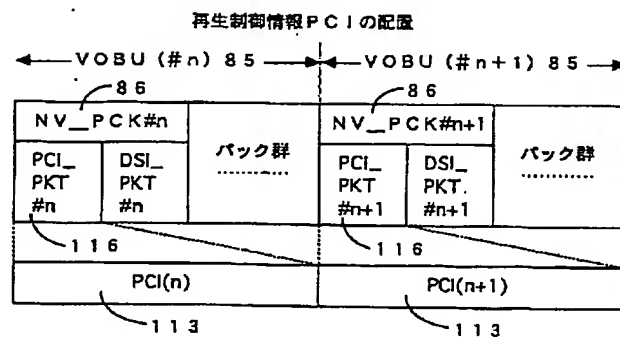 再生制御情報PCIの配置
VOBU(#n)85
VOBU(#n+1)85
86
86
NV_PCK#n
NV_PCK#n+1
PCI_
PKT
#n
DSI_
PKT
#n
パック群
………
PCI_
PKT
#n+1
DSI_
PKT.
#n+1
パック群
………
116
116
PCI(n)
PCI(n+1)
113
113